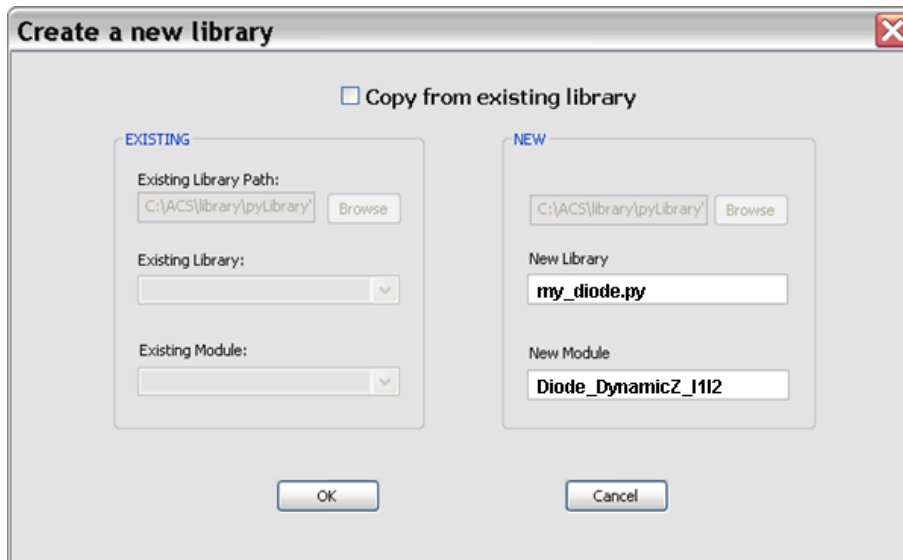 Create a new library
Copy from existing library
EXISTING
Existing Library Path:
C:\ACS\library\pyLibrary\
Browse
Existing Library:
Existing Module:
NEW
C:\ACS\library\pyLibrary\
Browse
New Library
my_diode.py
New Module
Diode_DynamicZ_I1I2
OK
Cancel